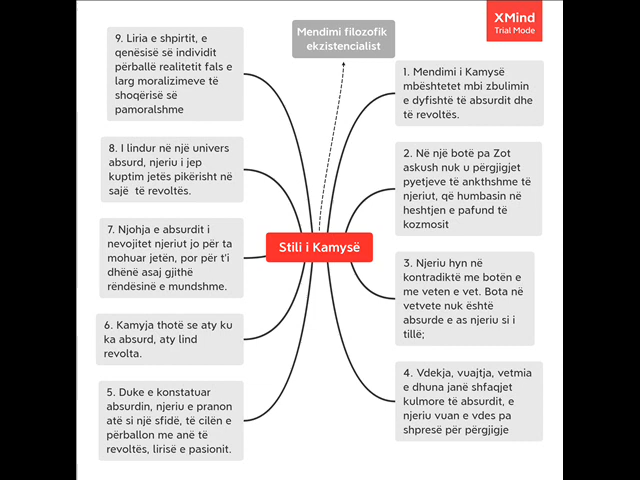 XMind
Trial Mode
Mendimi filozofik
ekzistencialist
Stili i Kamysë
1. Mendimi i Kamysë
mbështetet mbi zbulimin
e dyfishtë të absurdit dhe
të revoltës.
2. Në një botë pa Zot
askush nuk u përgjigjet
pyetjeve të ankthshme të
njeriut, që humbasin në
heshtjen e pafund të
kozmosit
3. Njeriu hyn në
kontradiktë me botën e
me veten e vet. Bota në
vetvete nuk është
absurde e as njeriu si i
tillë;
4. Vdekja, vuajtja, vetmia
e dhuna janë shfaqjet
kulmore të absurdit, e
njeriu vuan e vdes pa
shpresë për përgjigje
5. Duke e konstatuar
absurdin, njeriu e pranon
atë si një sfidë, të cilën e
përballon me anë të
revoltës, lirisë e pasionit.
6. Kamyja thotë se aty ku
ka absurd, aty lind
revolta.
7. Njohja e absurdit i
nevojitet njeriut jo për ta
mohuar jetën, por për t'i
dhënë asaj gjithë
rëndësinë e mundshme.
8. I lindur në një univers
absurd, njeriu i jep
kuptim jetës pikërisht në
sajë të revoltës.
9. Liria e shpirtit, e
qenësisë së individit
përballë realitetit fals e
larg moralizimeve të
shoqërisë së
pamoralshme